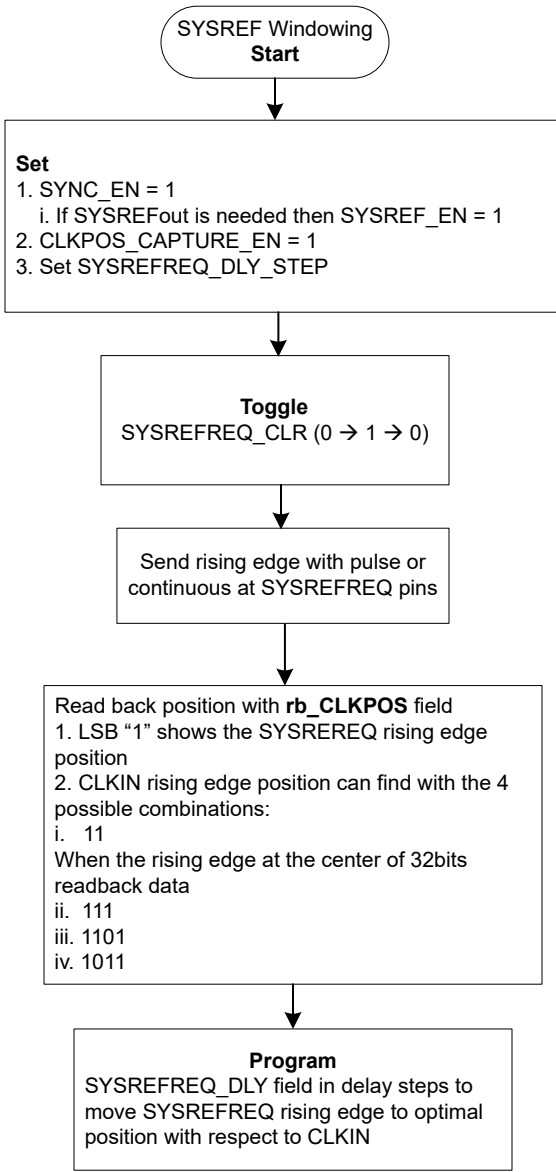 SYSREF Windowing
Start
Set
1. SYNC_EN = 1
i. If SYSREFout is needed then SYSREF_EN = 1
2. CLKPOS_CAPTURE_EN = 1
3. Set SYSREFREQ_DLY_STEP
Toggle
SYSREFREQ_CLR (0 → 1 → 0)
Send rising edge with pulse or
continuous at SYSREFREQ pins
Read back position with rb_CLKPOS field
1. LSB “1” shows the SYSREREQ rising edge
position
2. CLKIN rising edge position can find with the 4
possible combinations:
i. 11
When the rising edge at the center of 32bits
readback data
ii. 111
iii. 1101
iv. 1011
Program
SYSREFREQ_DLY field in delay steps to
move SYSREFREQ rising edge to optimal
position with respect to CLKIN